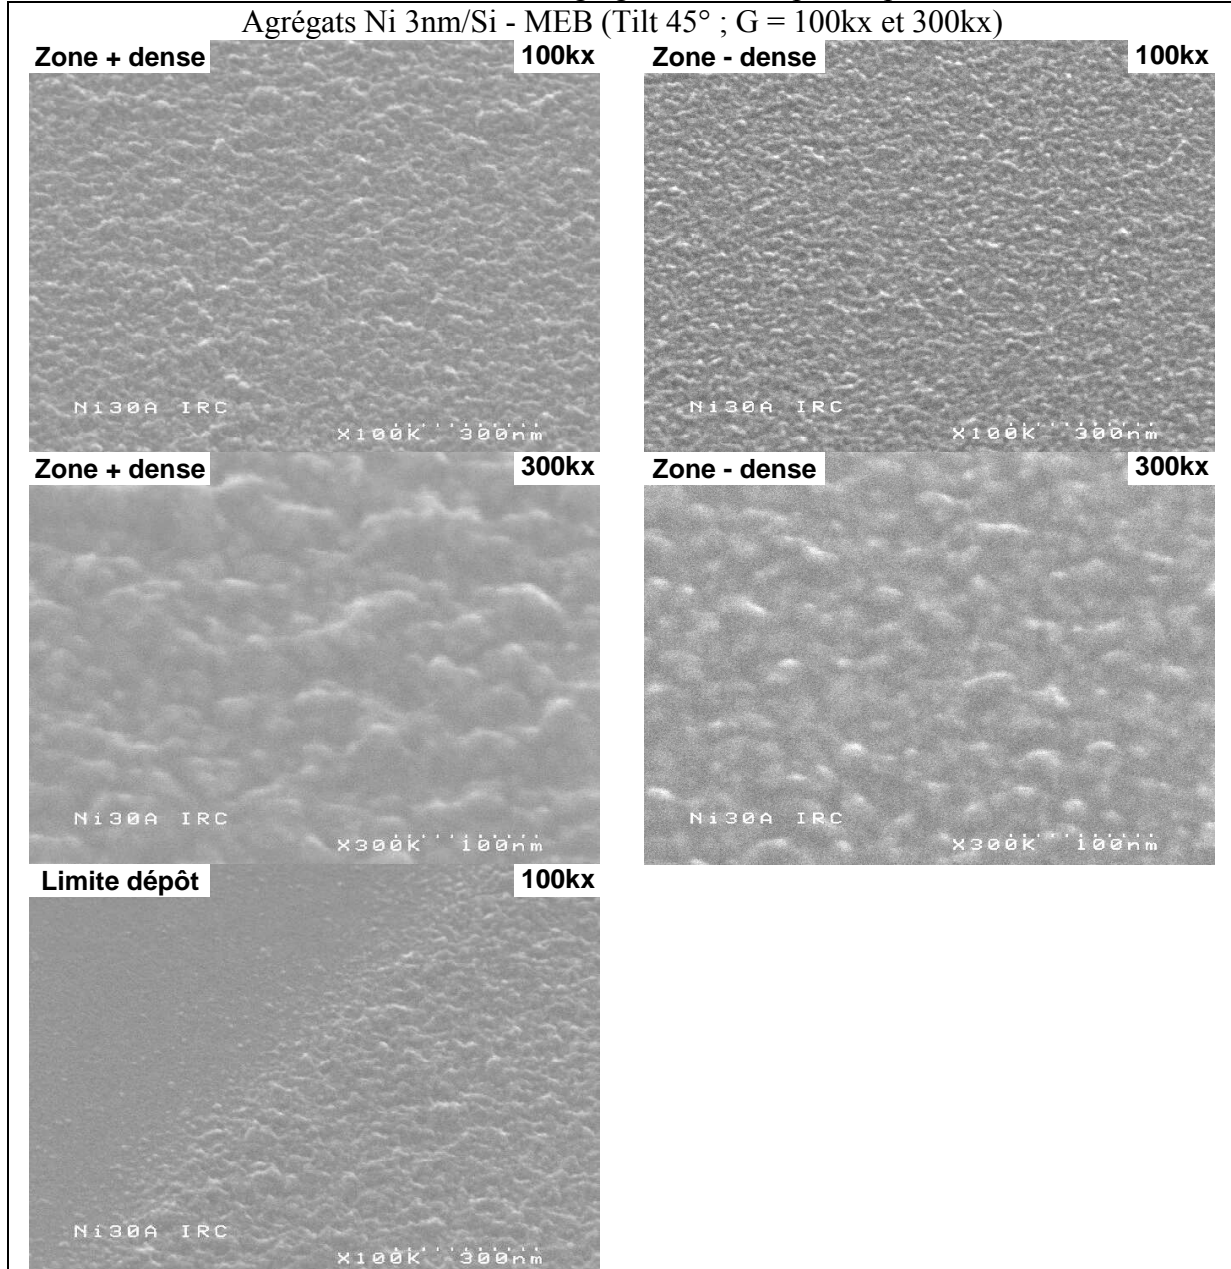 Agrégats Ni 3nm/Si - MEB (Tilt 45° ; G = 100kx et 300kx)
Zone + dense 100kx
Zone - dense 100kx
Ni30A IRC
X100K 300nm
Ni30A IRC
X100K 300nm
Zone + dense 300kx
Zone - dense 300kx
Ni30A IRC
X300K 100nm
Ni30A IRC
X300K 100nm
Limite dépôt 100kx
Ni30A IRC
X100K 300nm